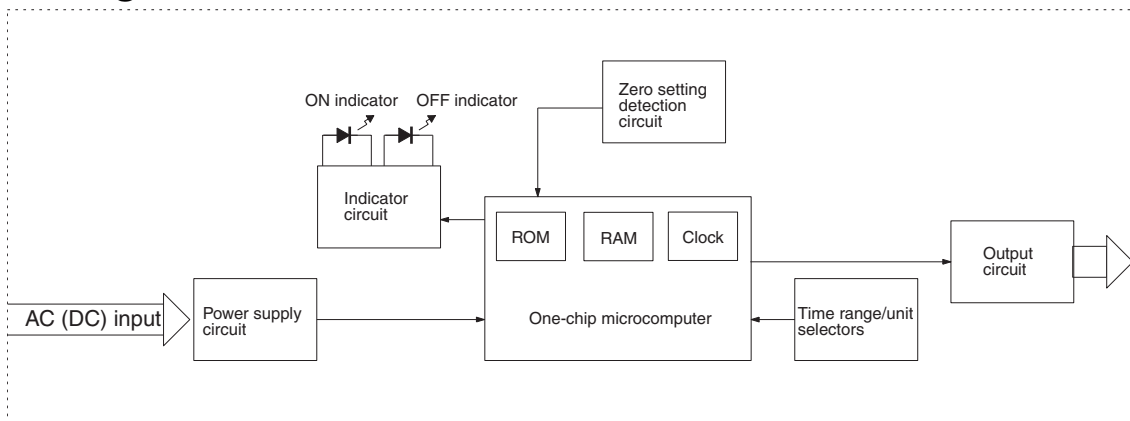 ON indicator
OFF indicator
Zero setting
detection
circuit
Indicator
circuit
ROM
RAM
Clock
Output
circuit
AC (DC) input
Power supply
circuit
One-chip microcomputer
Time range/unit
selectors